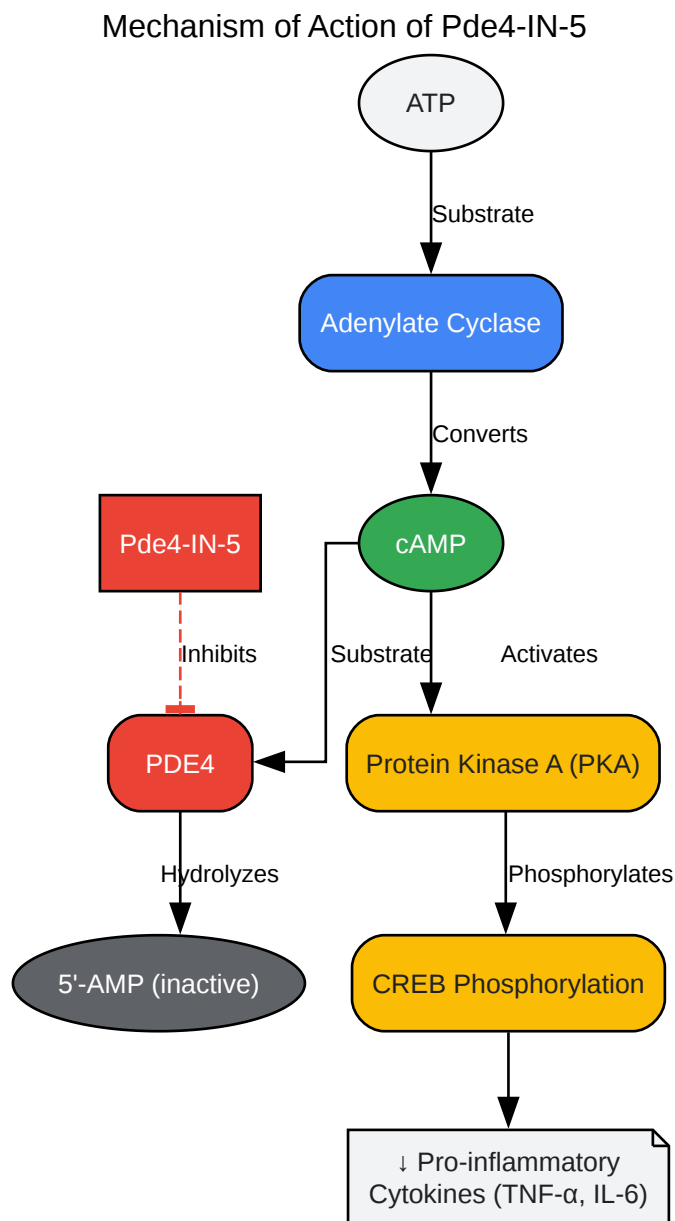 Mechanism of Action of Pde4-IN-5
ATP
Substrate
Adenylate Cyclase
Converts
Pde4-IN-5
cAMP
Inhibits
Substrate
Activates
PDE4
Protein Kinase A (PKA)
Hydrolyzes
Phosphorylates
5'-AMP (inactive)
CREB Phosphorylation
↓ Pro-inflammatory
Cytokines (TNF-α, IL-6)